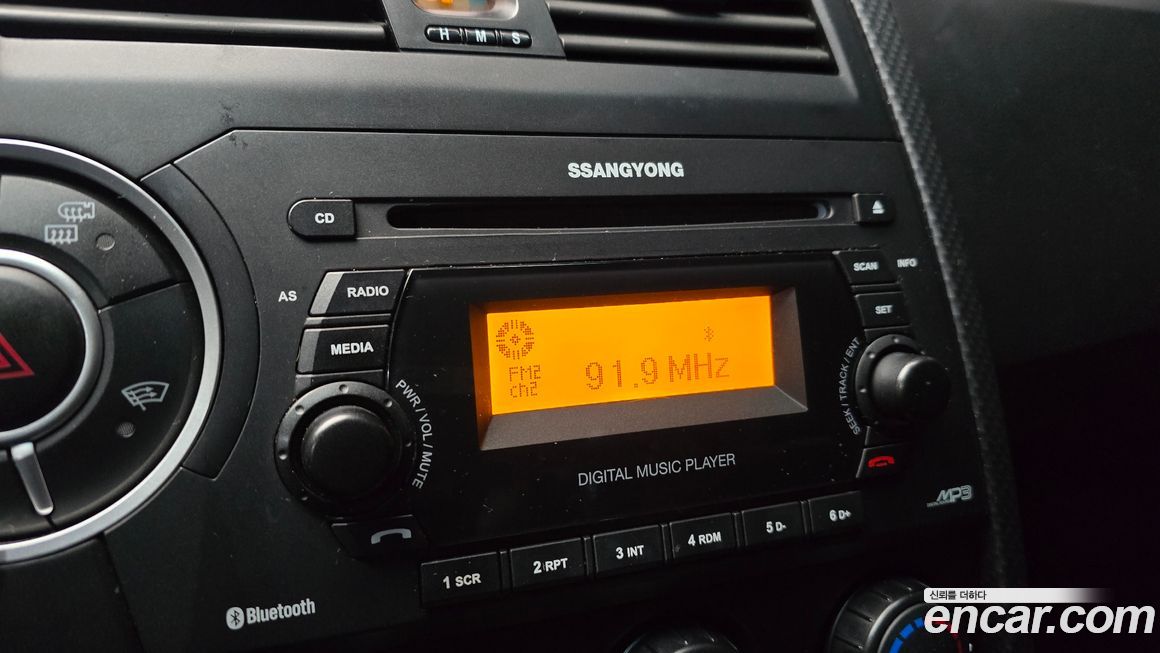 H M S
SSANGYONG
CD
SCAN INFO
AS RADIO
SET
MEDIA
FM2
ch2
91.9 MHz
PWR / VOL / MUTE
SEEK / TRACK / ENT
DIGITAL MUSIC PLAYER
MP3
1 SCR 2 RPT 3 INT 4 RDM 5 D- 6 D+
Bluetooth
신뢰를 더하다
encar.com